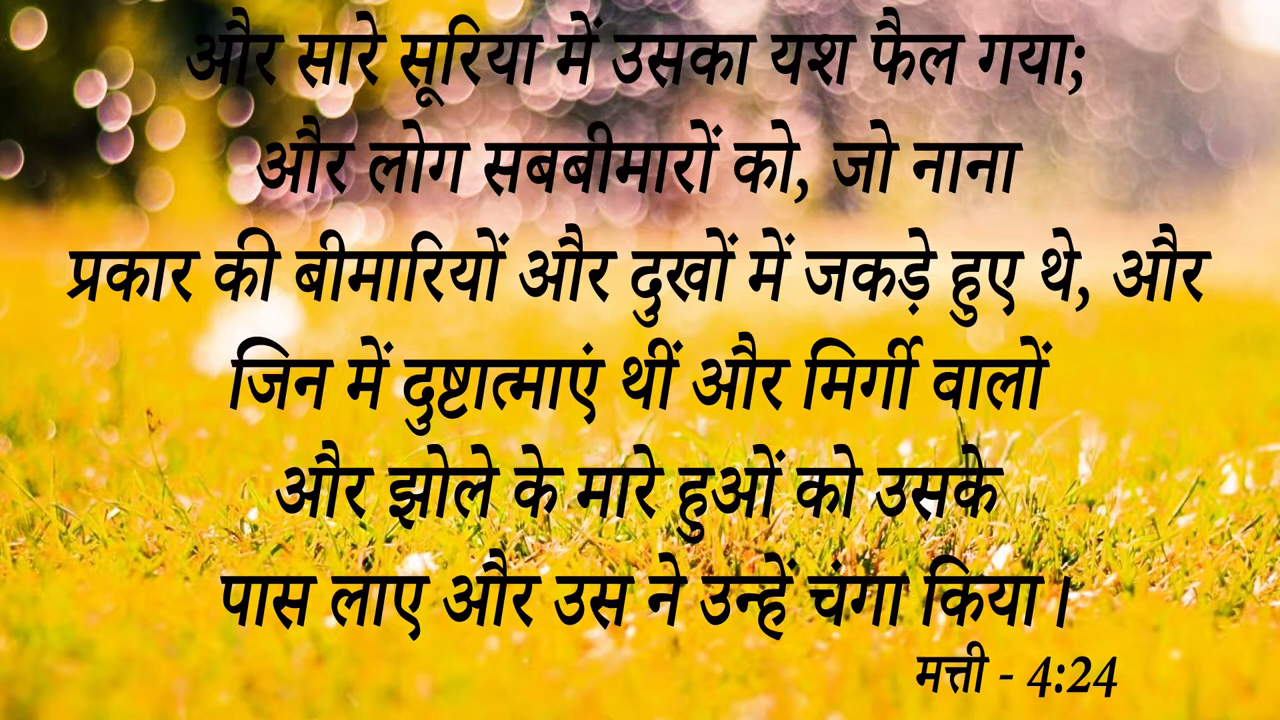 और सारे सूरिया में उसका यश फैल गया;
और लोग सबबीमारों को, जो नाना
प्रकार की बीमारियों और दुखों में जकड़े हुए थे, और
जिन में दुष्टात्माएं थीं और मिर्गी वालों
और झोले के मारे हुओं को उसके
पास लाए और उस ने उन्हें चंगा किया।
मत्ती - 4:24